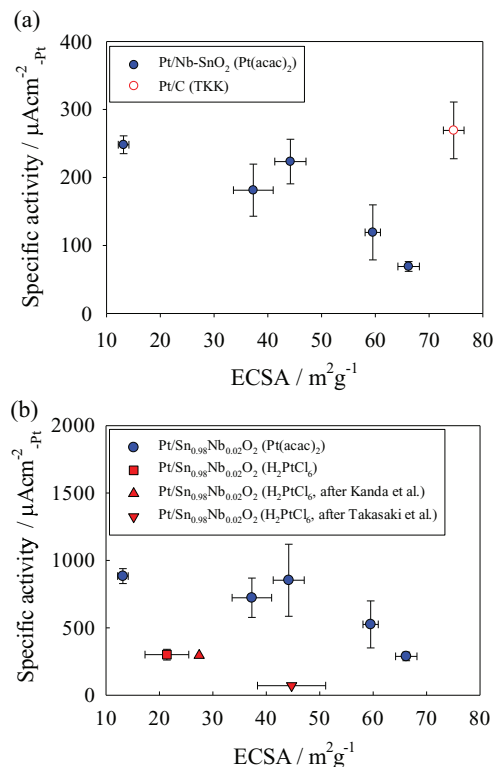 (a)
400
300
200
100
0
Specific activity / μAcm⁻²₋Pt
Pt/Nb-SnO₂ (Pt(acac)₂)
Pt/C (TKK)
10 20 30 40 50 60 70 80
ECSA / m²g⁻¹
(b)
2000
1500
1000
500
0
Specific activity / μAcm⁻²₋Pt
Pt/Sn₀.₉₈Nb₀.₀₂O₂ (Pt(acac)₂)
Pt/Sn₀.₉₈Nb₀.₀₂O₂ (H₂PtCl₆)
Pt/Sn₀.₉₈Nb₀.₀₂O₂ (H₂PtCl₆, after Kanda et al.)
Pt/Sn₀.₉₈Nb₀.₀₂O₂ (H₂PtCl₆, after Takasaki et al.)
10 20 30 40 50 60 70 80
ECSA / m²g⁻¹